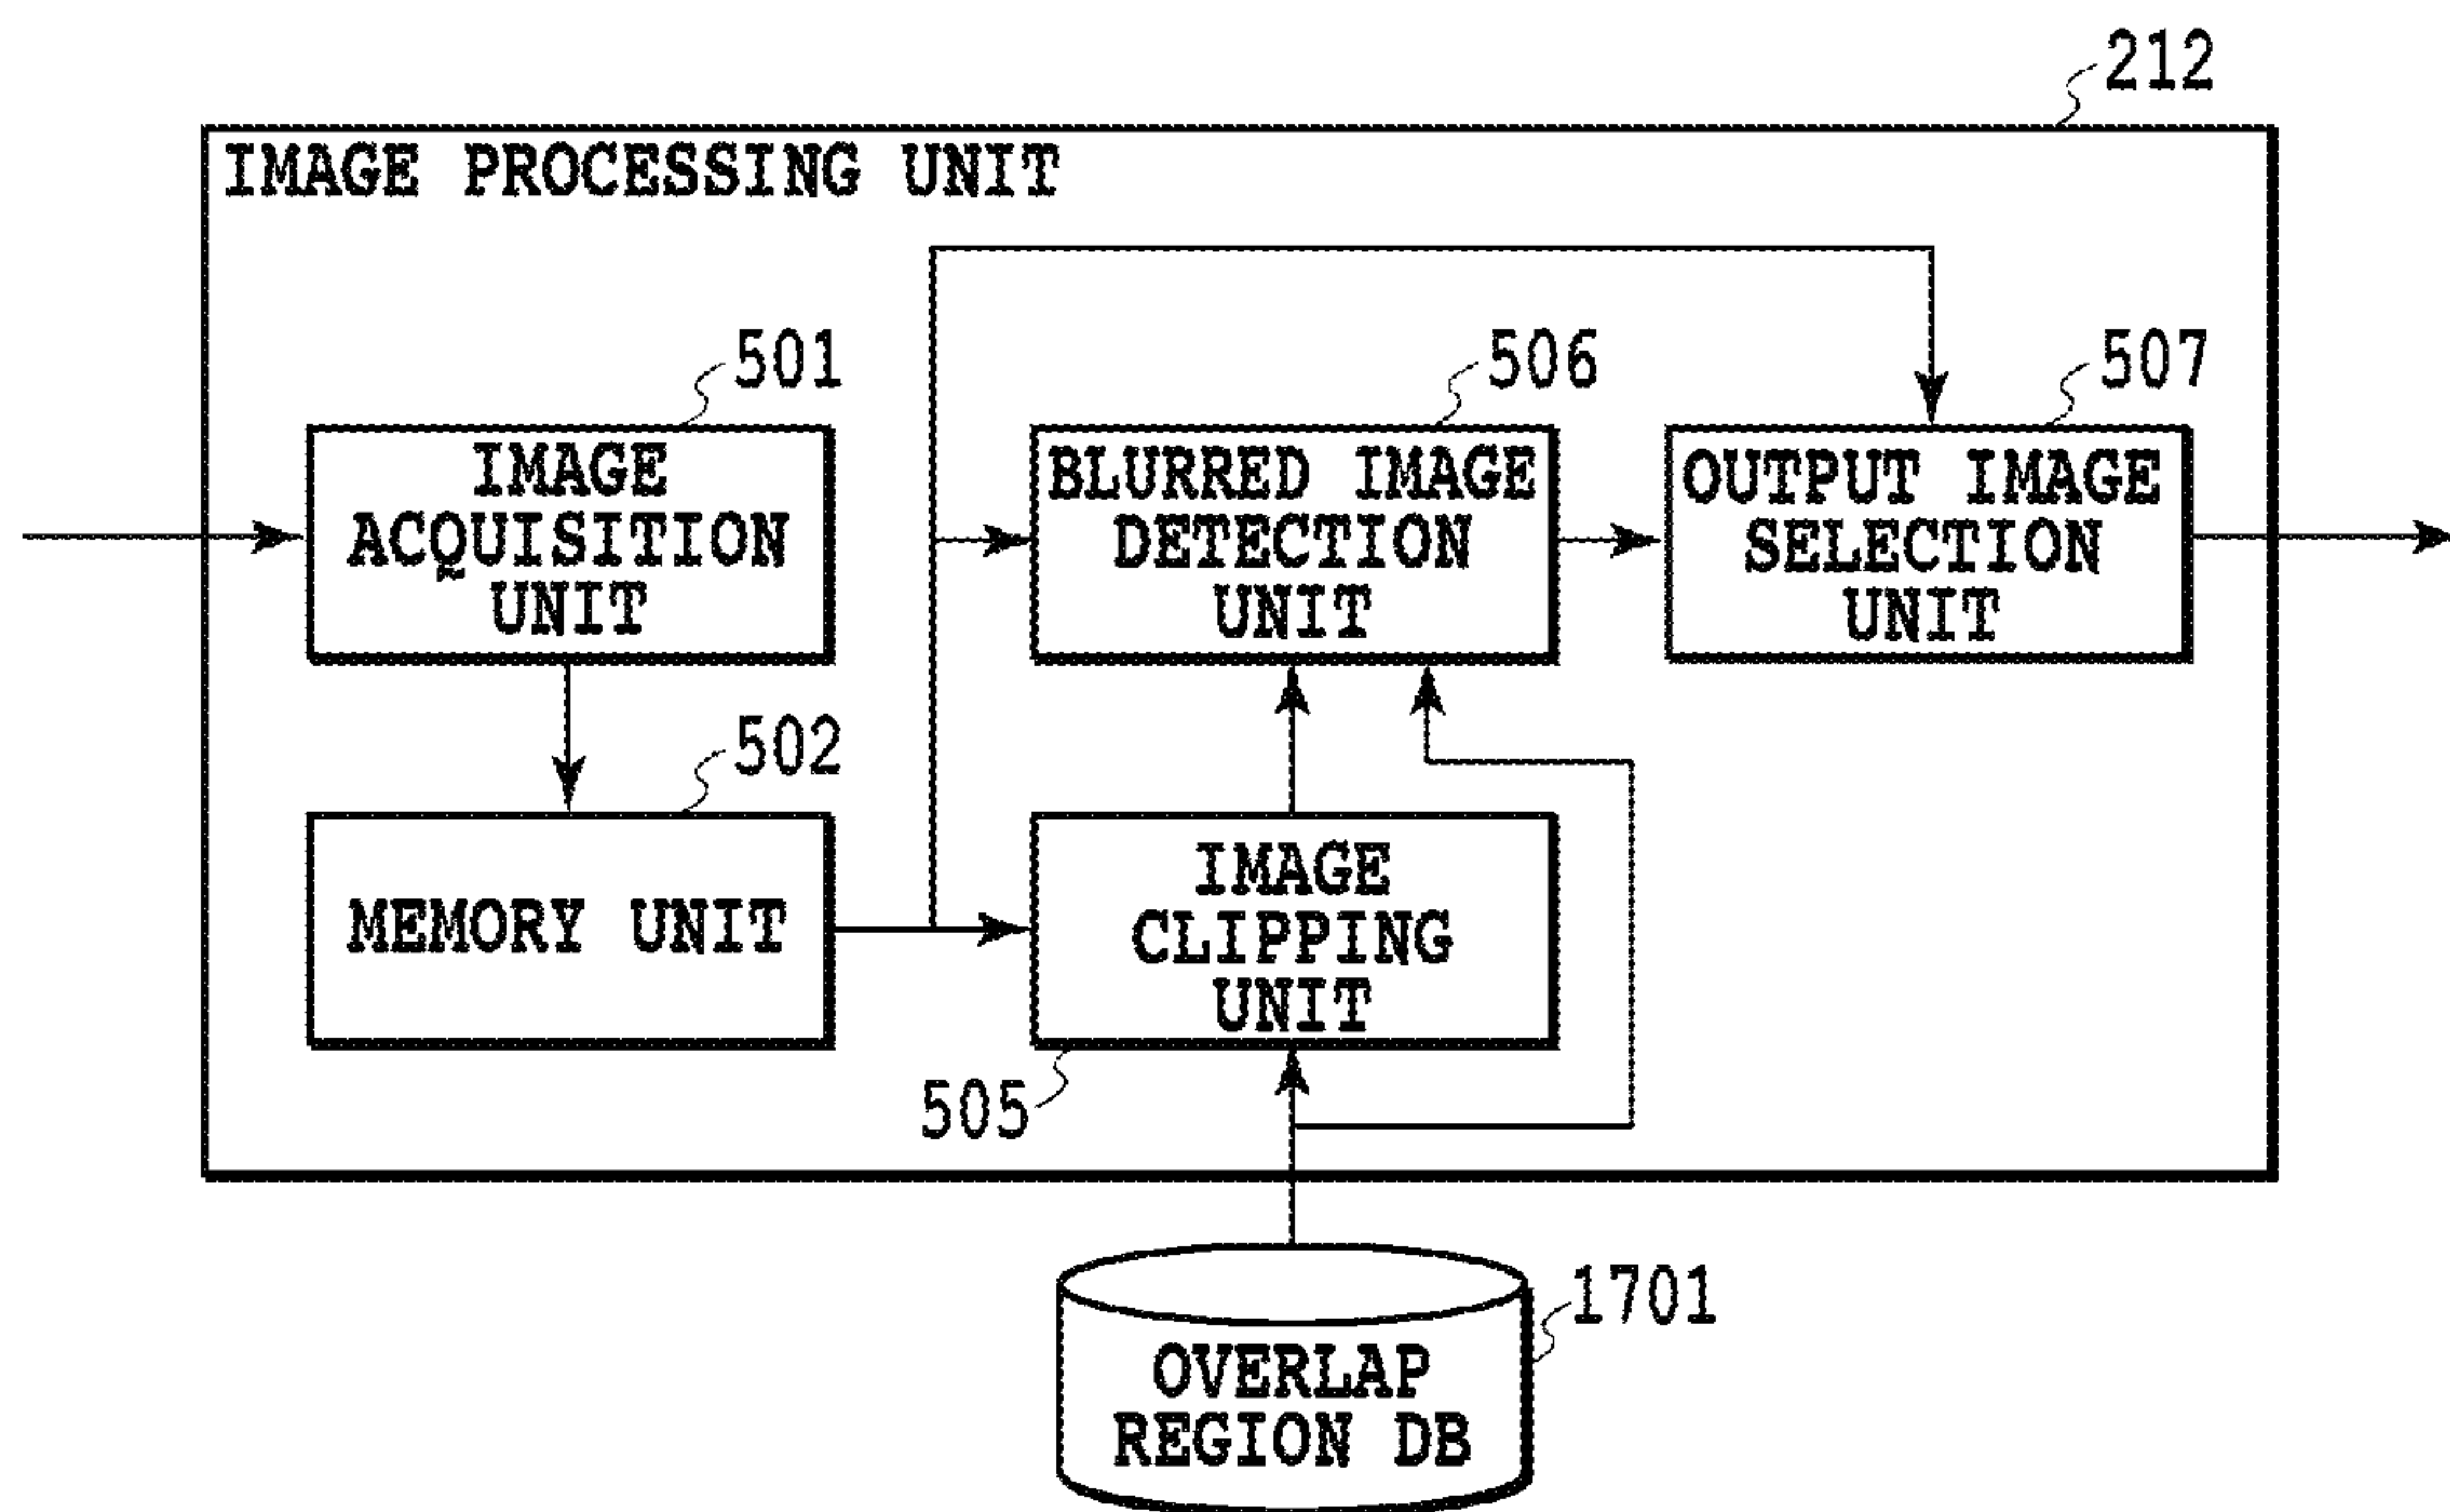 212
IMAGE PROCESSING UNIT
501
IMAGE
ACQUISITION
UNIT
506
BLURRED IMAGE
DETECTION
UNIT
507
OUTPUT IMAGE
SELECTION
UNIT
502
MEMORY UNIT
IMAGE
CLIPPING
UNIT
505
1701
OVERLAP
REGION DB